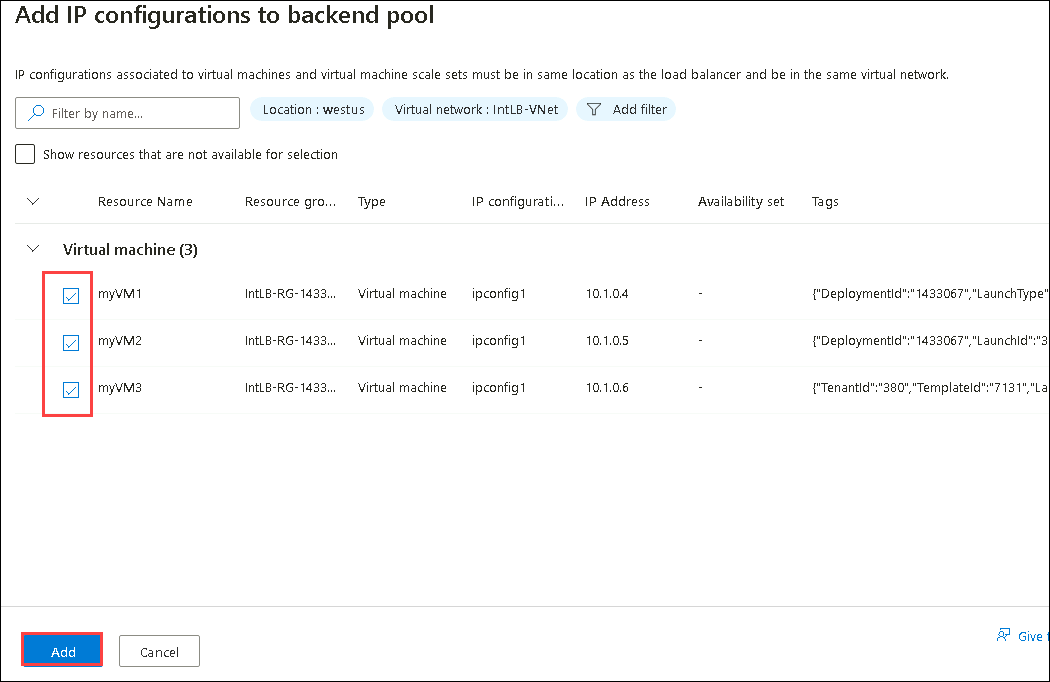 Add IP configurations to backend pool
IP configurations associated to virtual machines and virtual machine scale sets must be in same location as the load balancer and be in the same virtual network.
Filter by name... Location : westus Virtual network : IntLB-VNet Add filter
Show resources that are not available for selection
Resource Name Resource gro... Type IP configurati... IP Address Availability set Tags
Virtual machine (3)
myVM1 IntLB-RG-1433... Virtual machine ipconfig1 10.1.0.4 - {"DeploymentId":"1433067","LaunchType"
myVM2 IntLB-RG-1433... Virtual machine ipconfig1 10.1.0.5 - {"DeploymentId":"1433067","LaunchId":"3
myVM3 IntLB-RG-1433... Virtual machine ipconfig1 10.1.0.6 - {"TenantId":"380","TemplateId":"7131","La
Give
Add Cancel